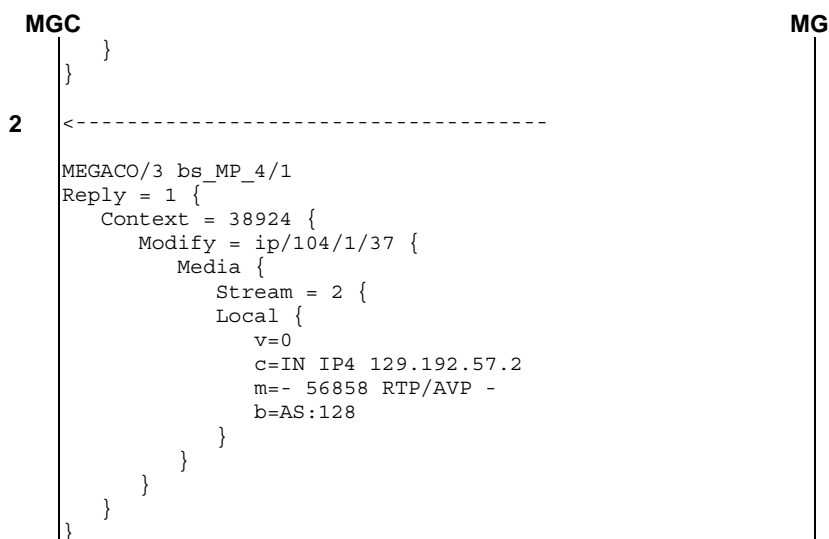 MGC MG
}
}
2 <-------------------------------------
MEGACO/3 bs_MP_4/1
Reply = 1 {
Context = 38924 {
Modify = ip/104/1/37 {
Media {
Stream = 2 {
Local {
v=0
c=IN IP4 129.192.57.2
m=- 56858 RTP/AVP -
b=AS:128
}
}
}
}
}